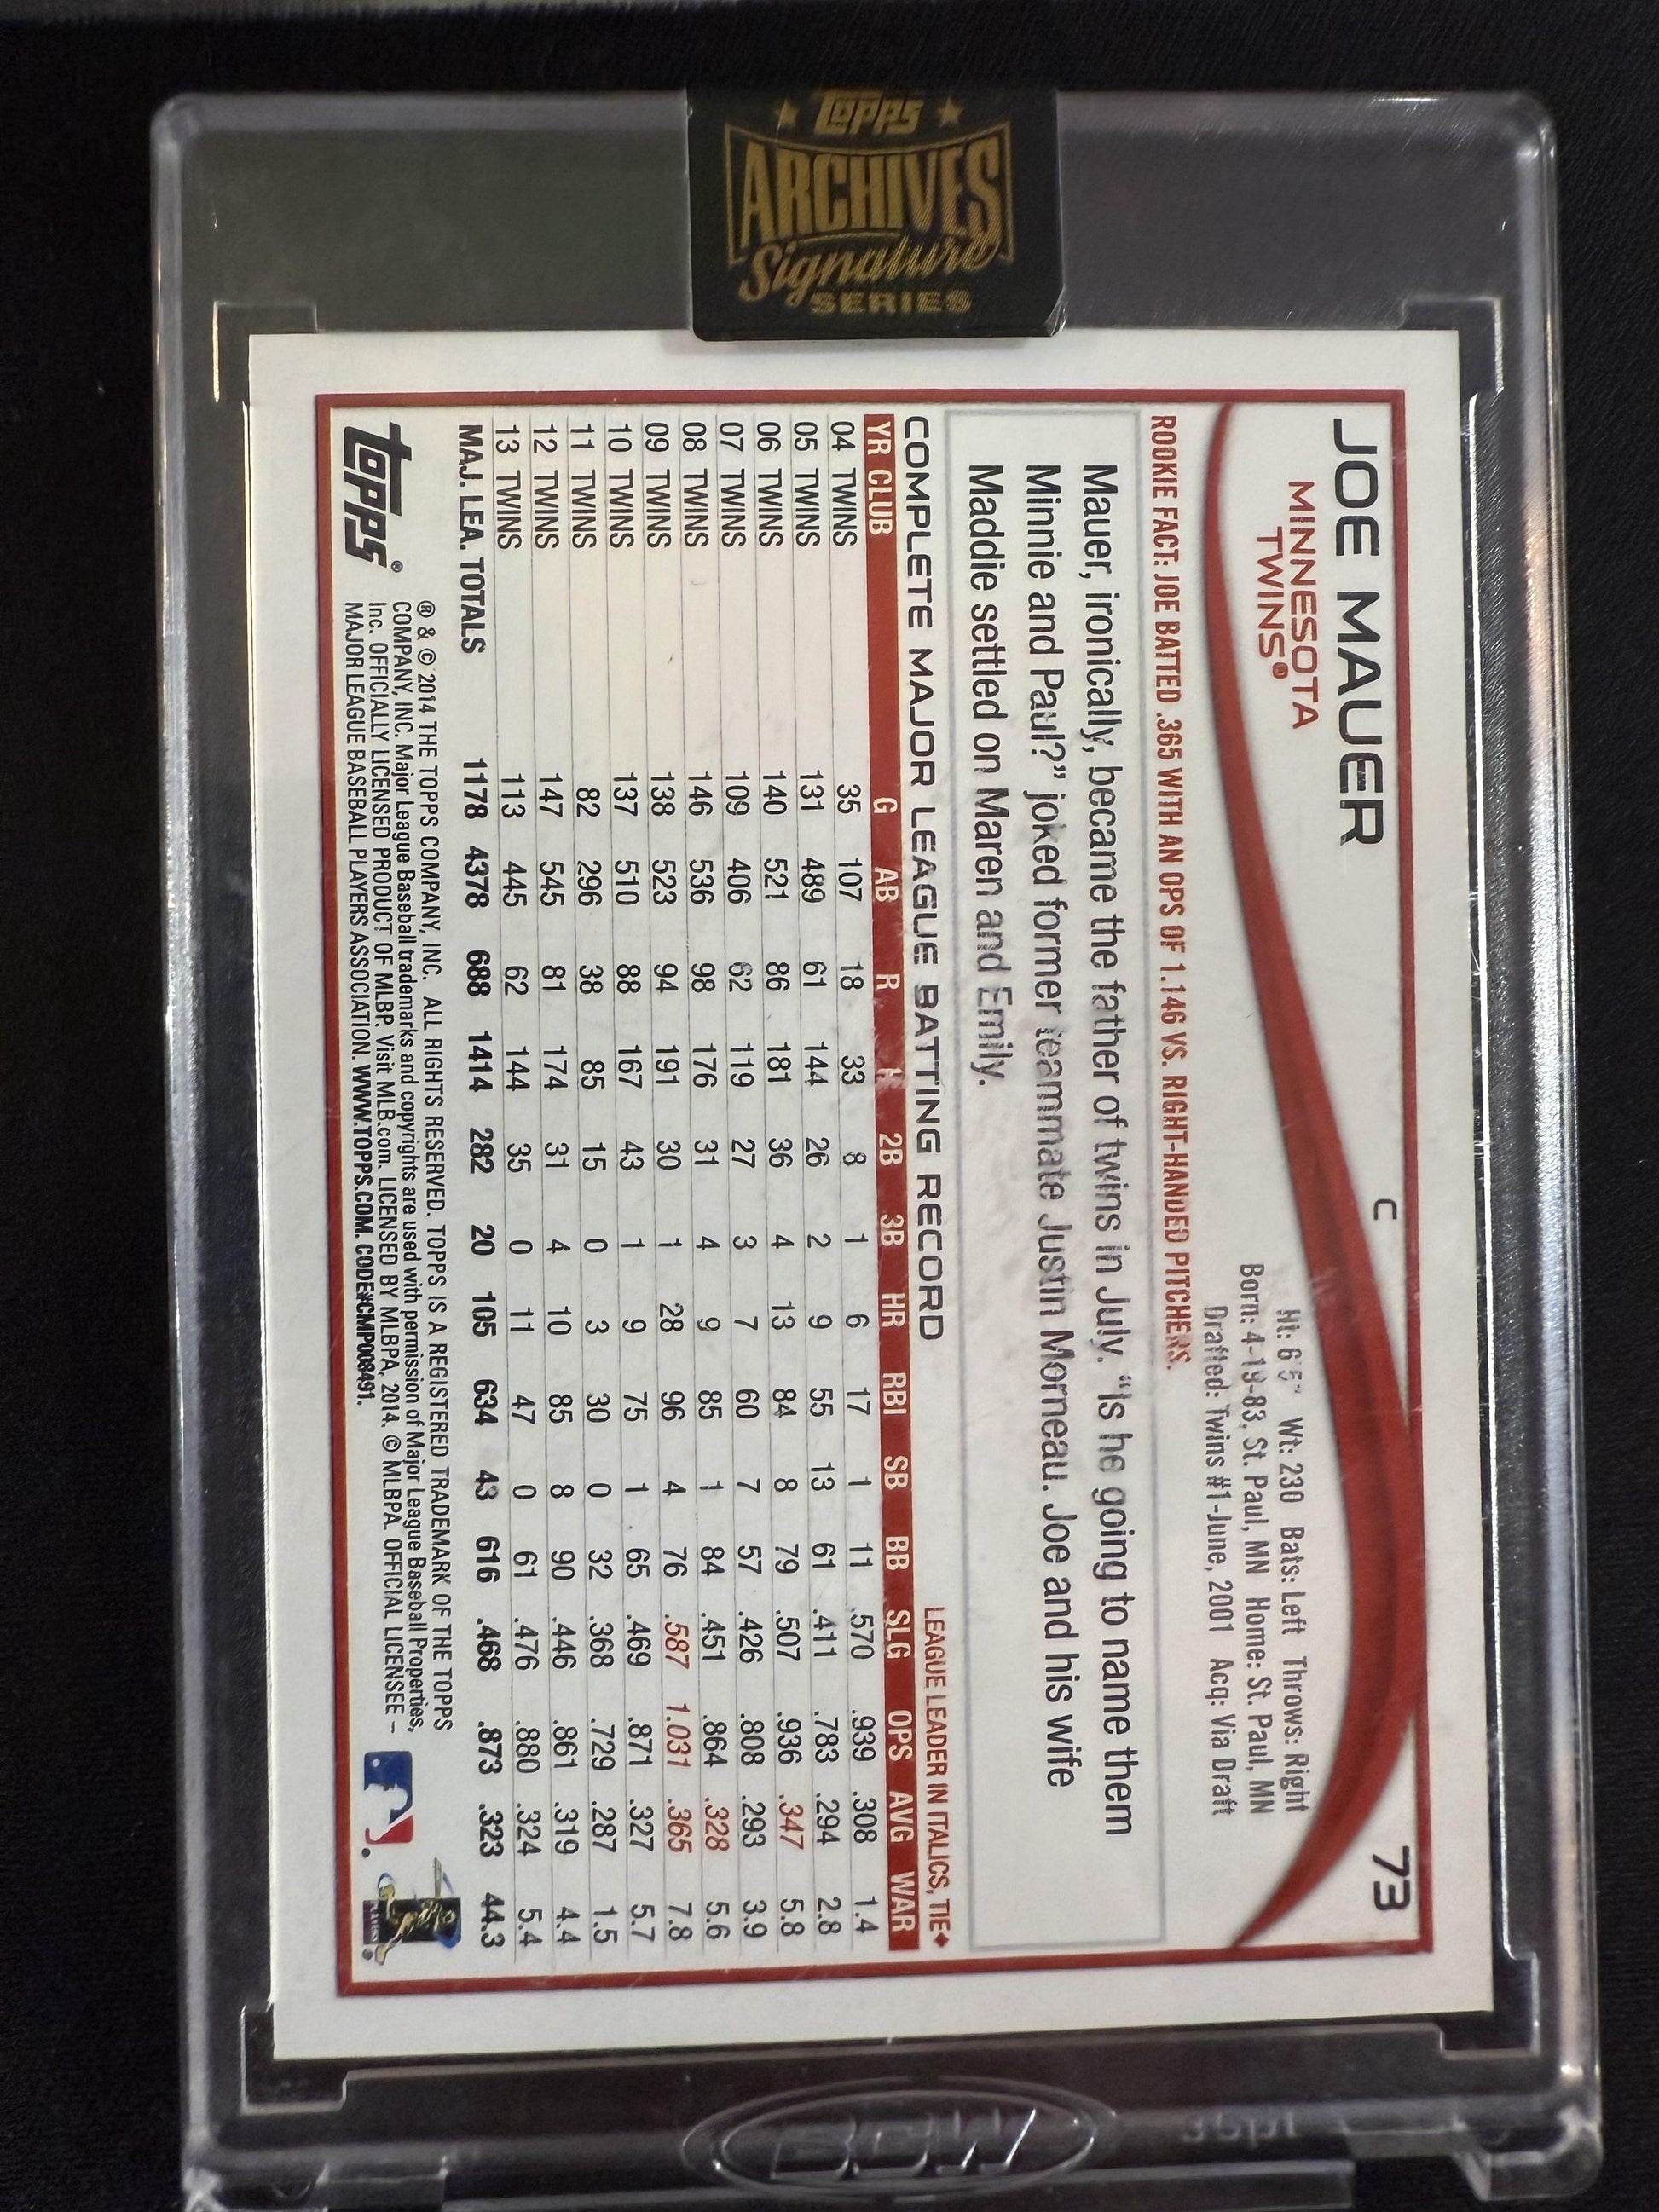 topps
ARCHIVES
Signature
SERIES
JOE MAUER C 73
MINNESOTA
TWINS®
Ht: 6'5" Wt: 230 Bats: Left Throws: Right
Born: 4-19-83, St. Paul, MN Home: St. Paul, MN
Drafted: Twins #1-June, 2001 Acq: Via Draft
ROOKIE FACT: JOE BATTED .365 WITH AN OPS OF 1.146 VS. RIGHT-HANDED PITCHERS.
Mauer, ironically, became the father of twins in July. “Is he going to name them
Minnie and Paul?” joked former teammate Justin Morneau. Joe and his wife
Maddie settled on Maren and Emily.
COMPLETE MAJOR LEAGUE BATTING RECORD LEAGUE LEADER IN ITALICS, TIE♦
YR CLUB G AB R H 2B 3B HR RBI SB BB SLG OPS AVG WAR
04 TWINS 35 107 18 33 8 1 6 17 1 11 .570 .939 .308 1.4
05 TWINS 131 489 61 144 26 2 9 55 13 61 .411 .783 .294 2.8
06 TWINS 140 521 86 181 36 4 13 84 8 79 .507 .936 .347 5.8
07 TWINS 109 406 62 119 27 3 7 60 7 57 .426 .808 .293 3.9
08 TWINS 146 536 98 176 31 4 9 85 1 84 .451 .864 .328 5.6
09 TWINS 138 523 94 191 30 1 28 96 4 76 .587 1.031 .365 7.8
10 TWINS 137 510 88 167 43 1 9 75 1 65 .469 .871 .327 5.7
11 TWINS 82 296 38 85 15 0 3 30 0 32 .368 .729 .287 1.5
12 TWINS 147 545 81 174 31 4 10 85 8 90 .446 .861 .319 4.4
13 TWINS 113 445 62 144 35 0 11 47 0 61 .476 .880 .324 5.4
MAJ. LEA. TOTALS 1178 4378 688 1414 282 20 105 634 43 616 .468 .873 .323 44.3
topps®
® & © 2014 THE TOPPS COMPANY, INC. ALL RIGHTS RESERVED. TOPPS IS A REGISTERED TRADEMARK OF THE TOPPS
COMPANY, INC. Major League Baseball trademarks and copyrights are used with permission of Major League Baseball Properties,
Inc. OFFICIALLY LICENSED PRODUCT OF MLBP. Visit MLB.com. LICENSED BY MLBPA, 2014. © MLBPA. OFFICIAL LICENSEE –
MAJOR LEAGUE BASEBALL PLAYERS ASSOCIATION. WWW.TOPPS.COM. CODE#CMP008491.
BCW